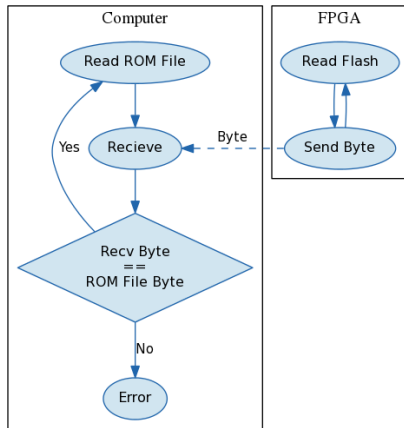 Computer
FPGA
Read ROM File
Read Flash
Yes
Recieve
Byte
Send Byte
Recv Byte
==
ROM File Byte
No
Error